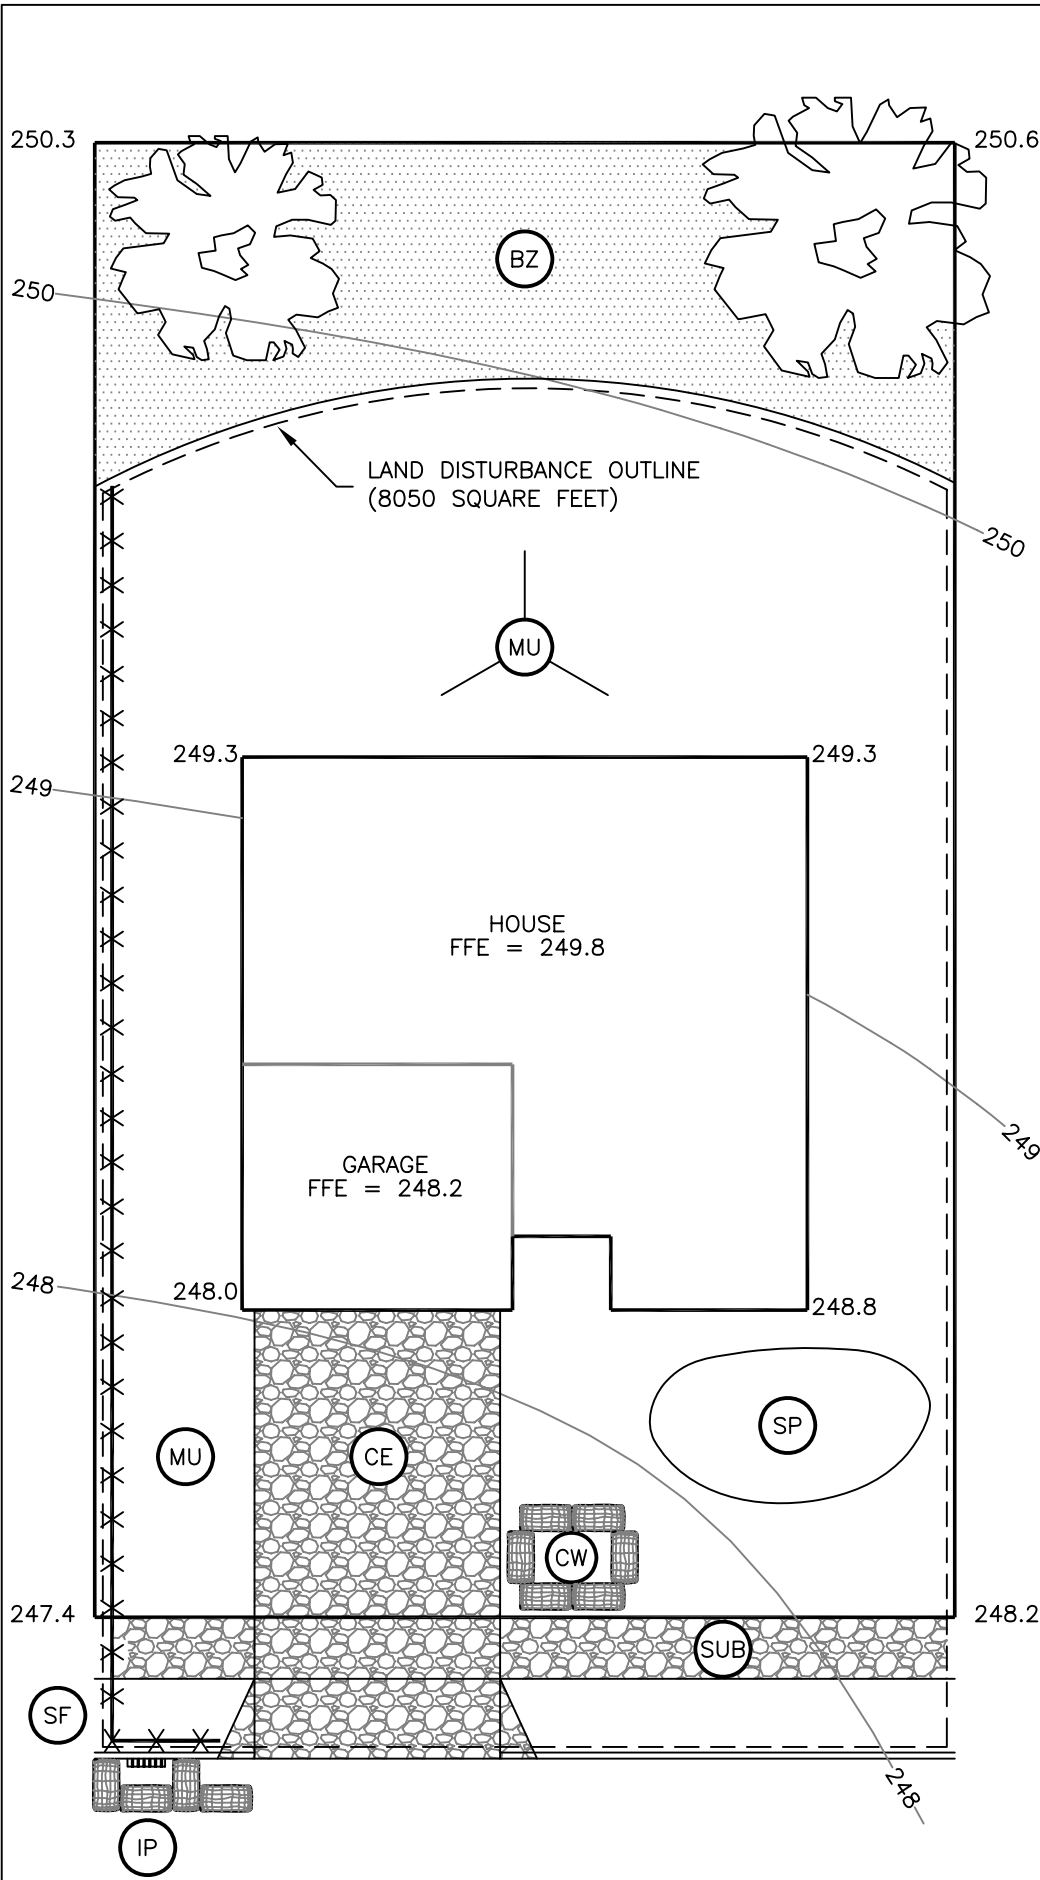 250.3
250.6
BZ
250
LAND DISTURBANCE OUTLINE
(8050 SQUARE FEET)
250
MU
249.3
249.3
249
HOUSE
FFE = 249.8
249
GARAGE
FFE = 248.2
248
248.0
248.8
SP
MU
CE
CW
247.4
248.2
SUB
SF
248
IP